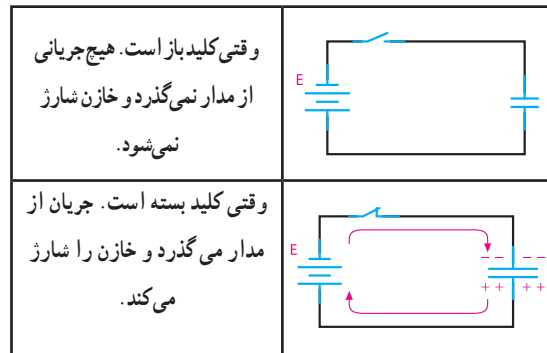 وقتی کلید باز است. هیچ جریانی
از مدار نمی‌گذرد و خازن شارژ
نمی‌شود.
E
وقتی کلید بسته است. جریان از
مدار می گذرد و خازن را شارژ
می‌کند.
E
− − − −
+ + + +